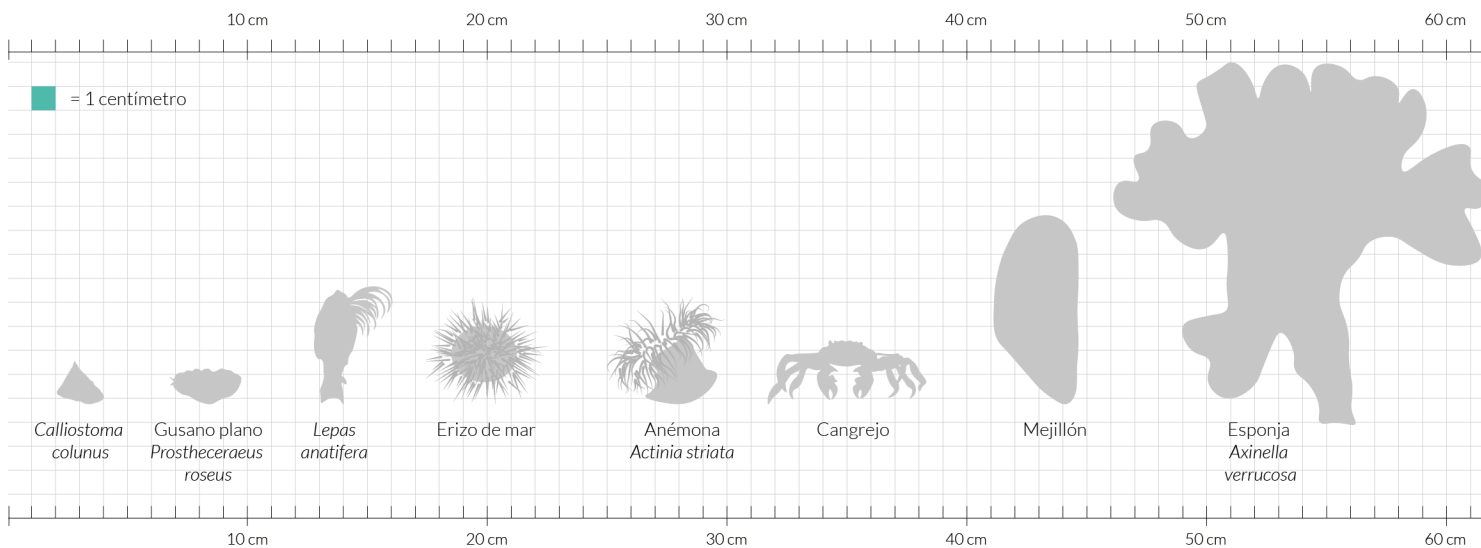 10 cm
20 cm
30 cm
40 cm
50 cm
60 cm
= 1 centímetro
Calliostoma
colunus
Gusano plano
Prostheceraeus
roseus
Lepas
anatifera
Erizo de mar
Anémona
Actinia striata
Cangrejo
Mejillón
Esponja
Axinella
verrucosa
10 cm
20 cm
30 cm
40 cm
50 cm
60 cm